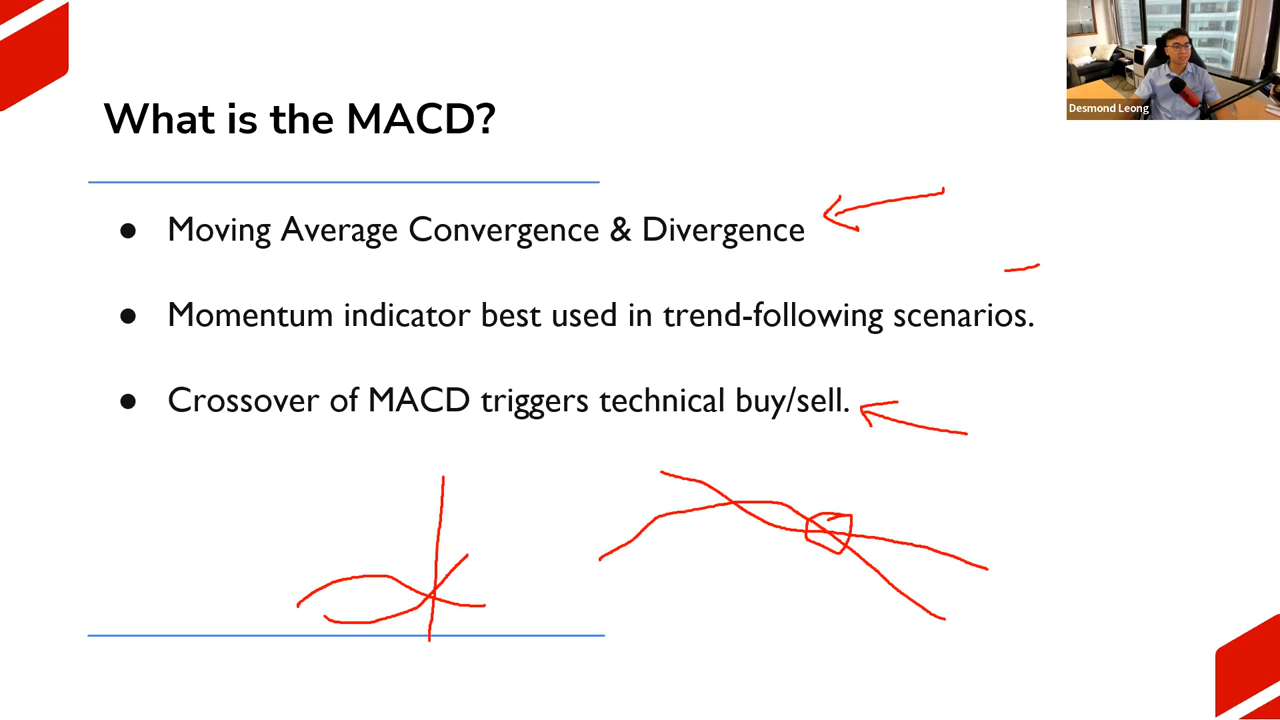 Desmond Leong
What is the MACD?
● Moving Average Convergence & Divergence
● Momentum indicator best used in trend-following scenarios.
● Crossover of MACD triggers technical buy/sell.